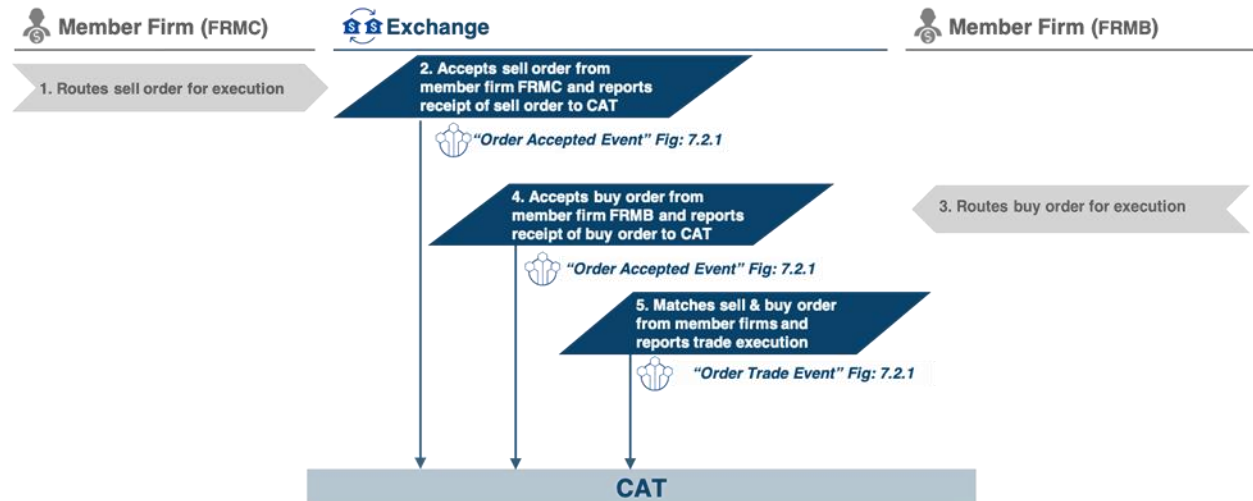 Member Firm (FRMC)
Exchange
Member Firm (FRMB)
1. Routes sell order for execution
2. Accepts sell order from
member firm FRMC and reports
receipt of sell order to CAT
“Order Accepted Event” Fig: 7.2.1
3. Routes buy order for execution
4. Accepts buy order from
member firm FRMB and reports
receipt of buy order to CAT
“Order Accepted Event” Fig: 7.2.1
5. Matches sell & buy order
from member firms and
reports trade execution
“Order Trade Event” Fig: 7.2.1
CAT